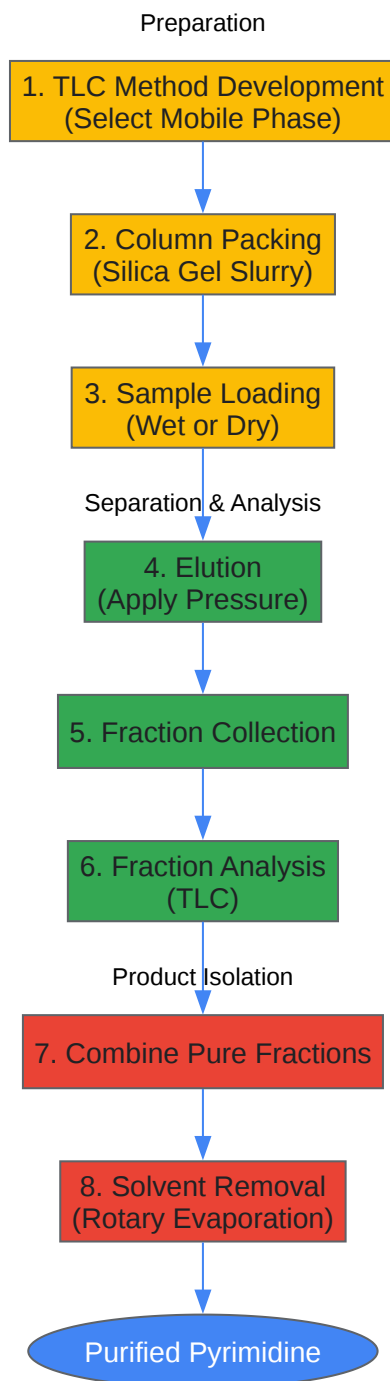 Preparation
1. TLC Method Development
(Select Mobile Phase)
2. Column Packing
(Silica Gel Slurry)
3. Sample Loading
(Wet or Dry)
Separation & Analysis
4. Elution
(Apply Pressure)
5. Fraction Collection
6. Fraction Analysis
(TLC)
Product Isolation
7. Combine Pure Fractions
8. Solvent Removal
(Rotary Evaporation)
Purified Pyrimidine